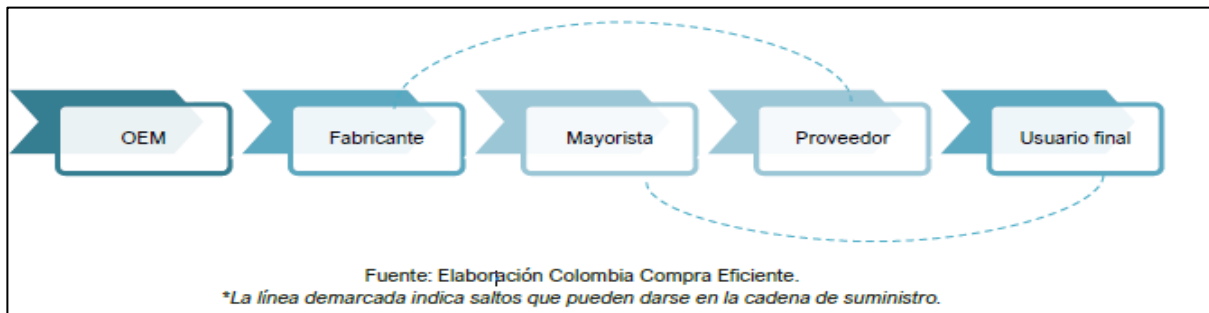 OEM
Fabricante
Mayorista
Proveedor
Usuario final
Fuente: Elaboración Colombia Compra Eficiente.
*La línea demarcada indica saltos que pueden darse en la cadena de suministro.